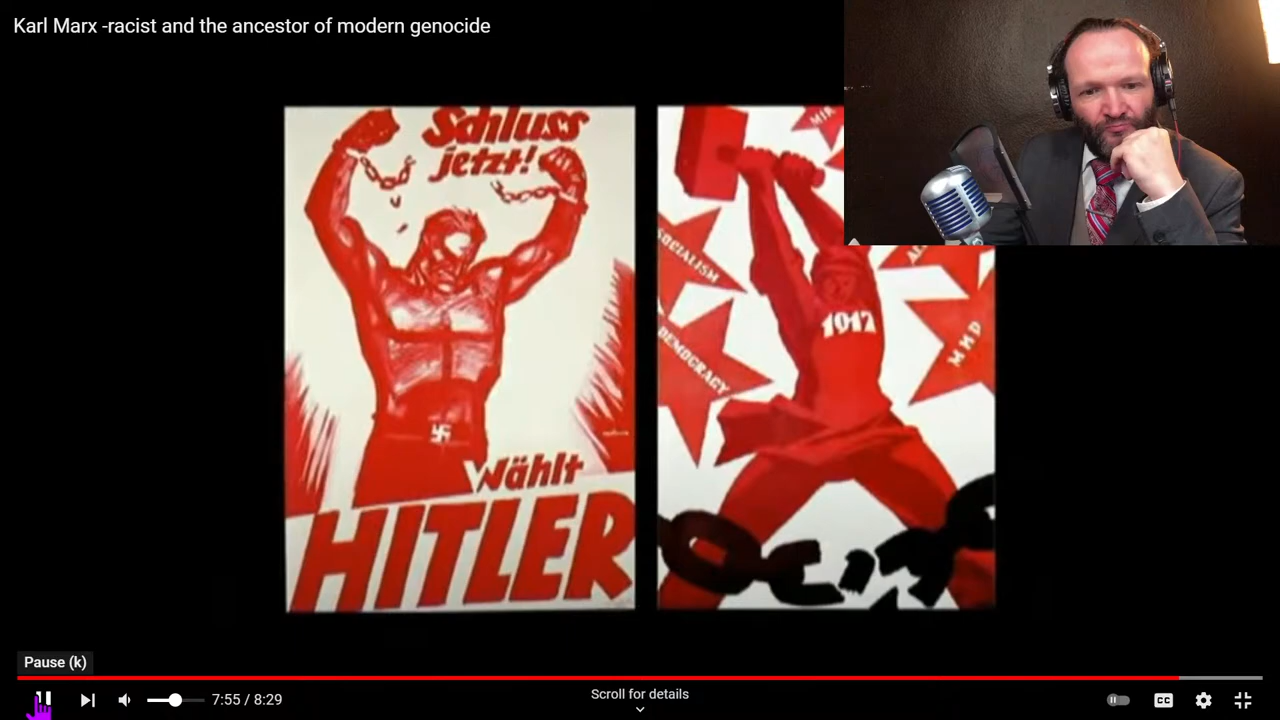 Karl Marx -racist and the ancestor of modern genocide
Schluss
jetzt!
Wählt
HITLER
SOCIALISM
DEMOCRACY
1917
Pause (k)
7:55 / 8:29
Scroll for details
CC